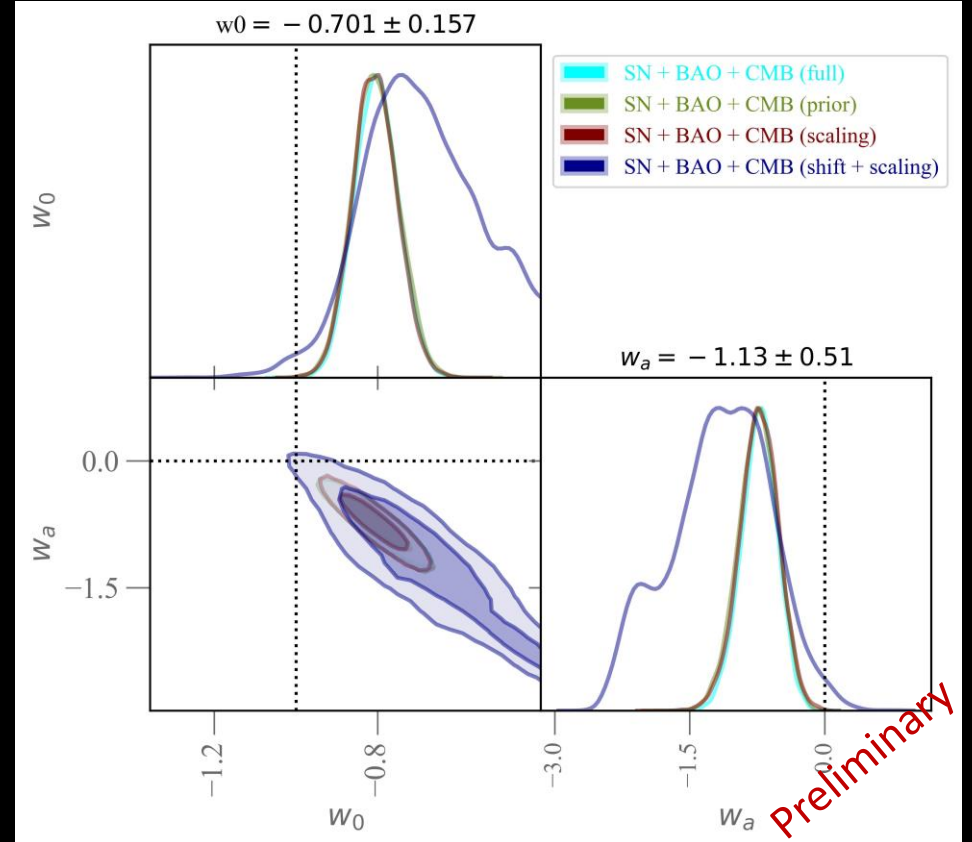 w0 = − 0.701 ± 0.157
SN + BAO + CMB (full)
SN + BAO + CMB (prior)
SN + BAO + CMB (scaling)
SN + BAO + CMB (shift + scaling)
w0
wa = − 1.13 ± 0.51
0.0
wa
−1.5
−1.2
−0.8
−3.0
−1.5
0.0
w0
wa
Preliminary